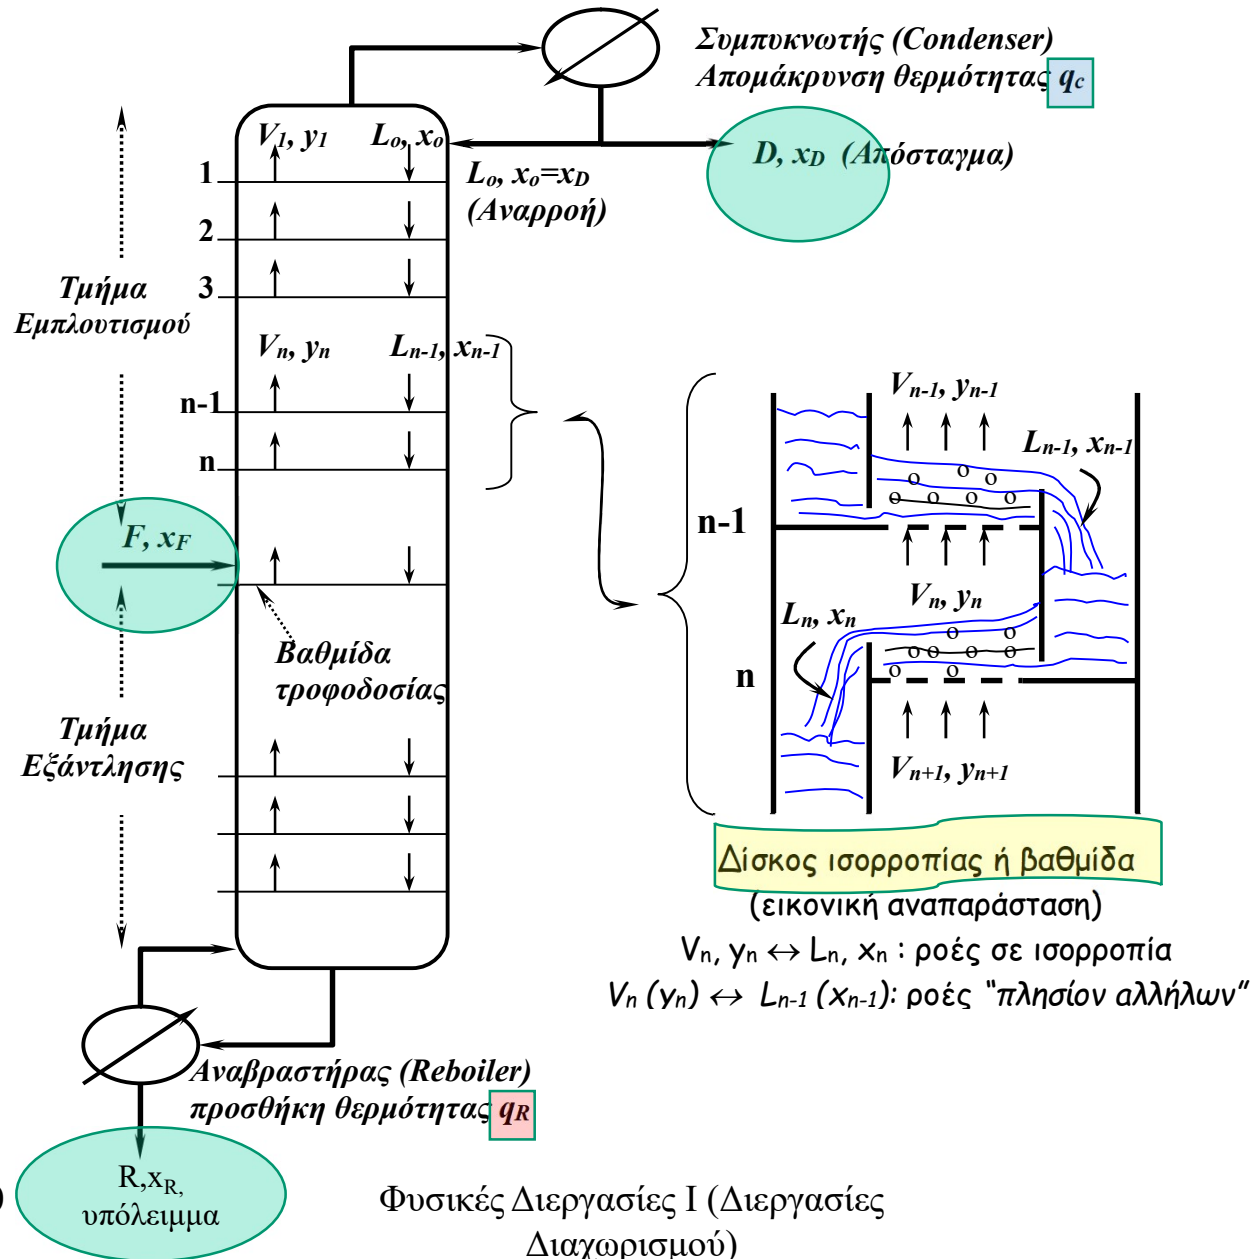 Συμπυκνωτής (Condenser)
Απομάκρυνση θερμότητας qc
V1, y1
Lo, xo
D, xD (Απόσταγμα)
1
Lo, xo=xD
(Αναρροή)
2
3
Τμήμα
Εμπλουτισμού
Vn, yn
Ln-1, xn-1
n-1
n
Vn-1, yn-1
Ln-1, xn-1
n-1
F, xF
Vn, yn
Ln, xn
n
Βαθμίδα
τροφοδοσίας
Τμήμα
Εξάντλησης
Vn+1, yn+1
Δίσκος ισορροπίας ή βαθμίδα
(εικονική αναπαράσταση)
Vn, yn ↔ Ln, xn : ροές σε ισορροπία
Vn (yn) ↔ Ln-1 (xn-1): ροές “πλησίον αλλήλων”
Αναβραστήρας (Reboiler)
προσθήκη θερμότητας qR
R,xR,
υπόλειμμα
Φυσικές Διεργασίες Ι (Διεργασίες
Διαχωρισμού)